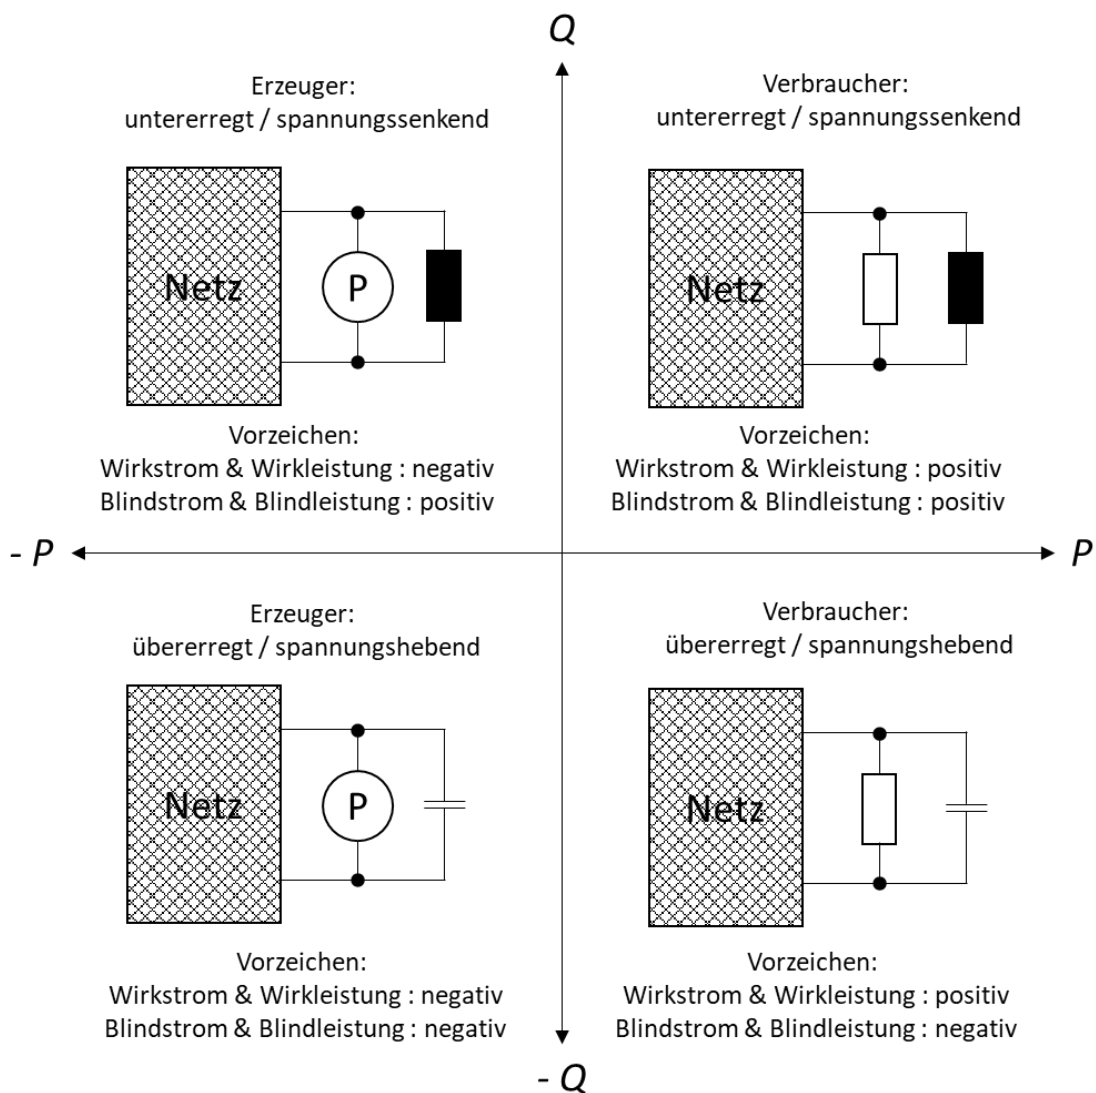 Q
Erzeuger:
untererregt / spannungssenkend
Verbraucher:
untererregt / spannungssenkend
Netz
P
Netz
Vorzeichen:
Wirkstrom & Wirkleistung : negativ
Blindstrom & Blindleistung : positiv
Vorzeichen:
Wirkstrom & Wirkleistung : positiv
Blindstrom & Blindleistung : positiv
- P
P
Erzeuger:
übererregt / spannungshebend
Verbraucher:
übererregt / spannungshebend
Netz
P
Netz
Vorzeichen:
Wirkstrom & Wirkleistung : negativ
Blindstrom & Blindleistung : negativ
Vorzeichen:
Wirkstrom & Wirkleistung : positiv
Blindstrom & Blindleistung : negativ
- Q